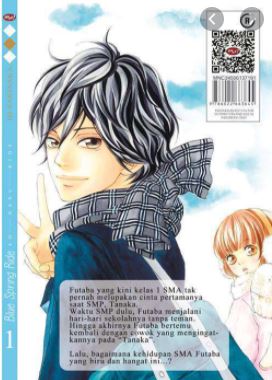 Blue Spring Ride
1
R
MNC34500137101
Futaba yang kini kelas 1 SMA tak
pernah melupakan cinta pertamanya
saat SMP, Tanaka.
Waktu SMP dulu, Futaba menjalani
hari-hari sekolahnya tanpa teman.
Hingga akhirnya Futaba bertemu
kembali dengan cowok yang mengingat-
kannya pada "Tanaka".
Lalu, bagaimana kehidupan SMA Futaba
yang biru dan hangat ini...?